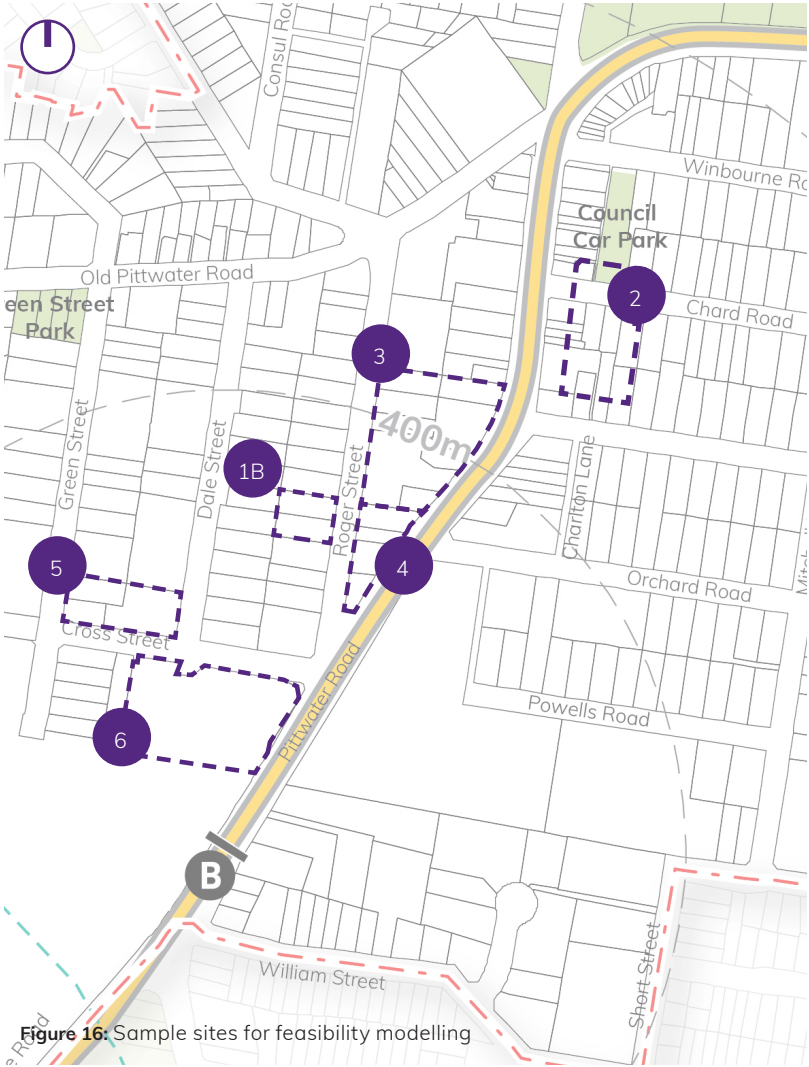 Consul Roa
Winbourne Ro
Council
Car Park
Old Pittwater Road
een Street
Park
2
Chard Road
3
400m
Green Street
Dale Street
1B
Roger Street
Charlton Lane
5
4
Orchard Road
Mitch
Cross Street
6
Pittwater Road
Powells Road
B
William Street
Short Street
e Road
Figure 16: Sample sites for feasibility modelling